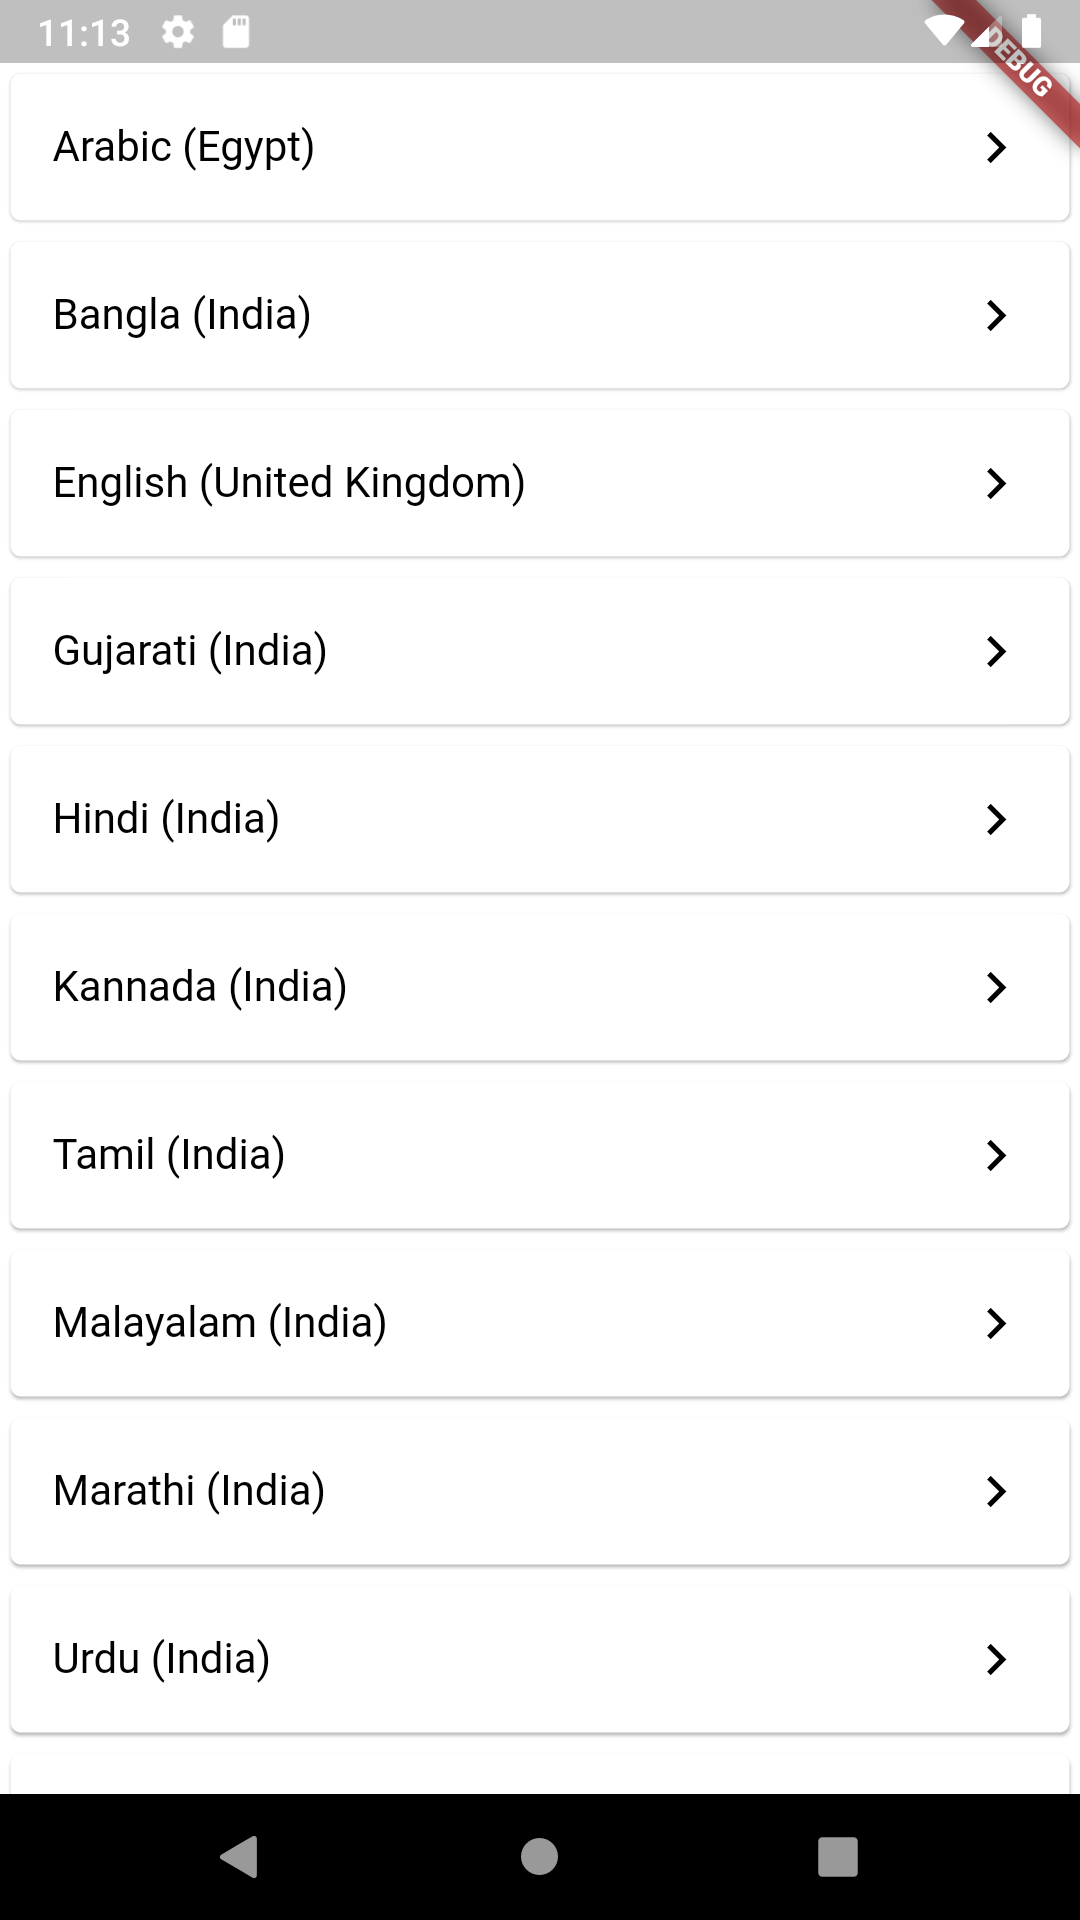 11:13
DEBUG
Arabic (Egypt)
Bangla (India)
English (United Kingdom)
Gujarati (India)
Hindi (India)
Kannada (India)
Tamil (India)
Malayalam (India)
Marathi (India)
Urdu (India)